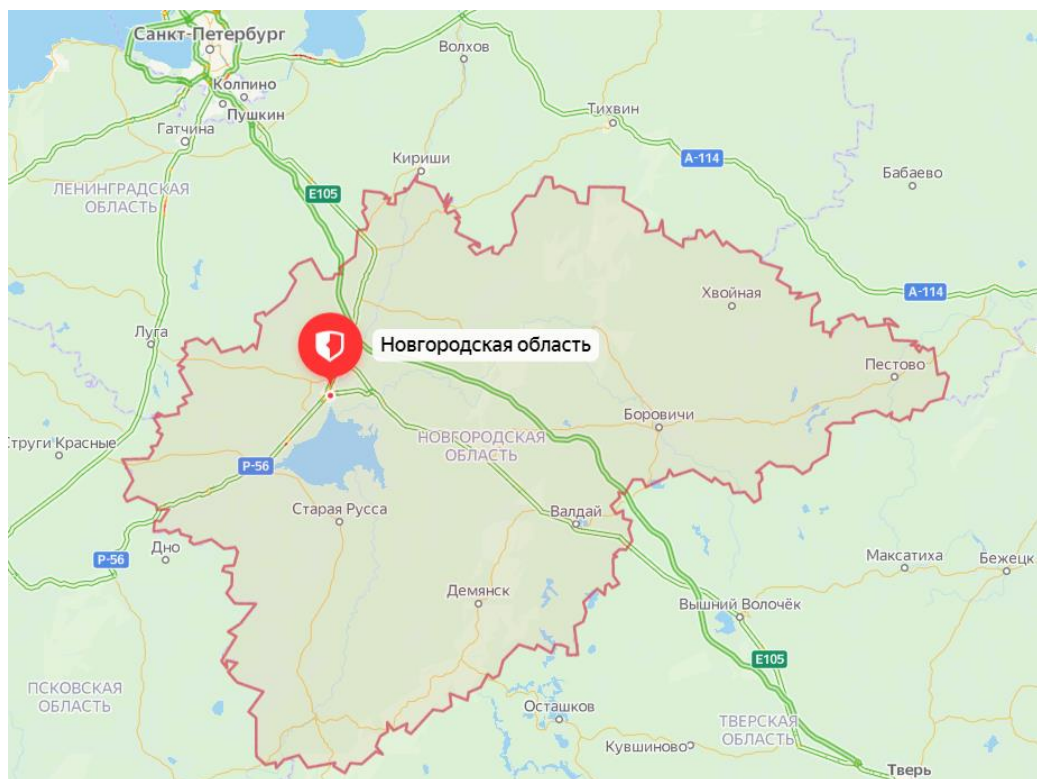 Санкт-Петербург
Волхов
Колпино
Пушкин
Тихвин
Гатчина
Кириши
А-114
Бабаево
ЛЕНИНГРАДСКАЯ
ОБЛАСТЬ
E105
Хвойная
А-114
Луга
Новгородская область
Пестово
Боровичи
Струги Красные
НОВГОРОДСКАЯ
ОБЛАСТЬ
Р-56
Старая Русса
Валдай
Дно
Р-56
Максатиха
Бежецк
Демянск
Вышний Волочёк
E105
ПСКОВСКАЯ
ОБЛАСТЬ
Осташков
ТВЕРСКАЯ
ОБЛАСТЬ
Кувшиново
Тверь